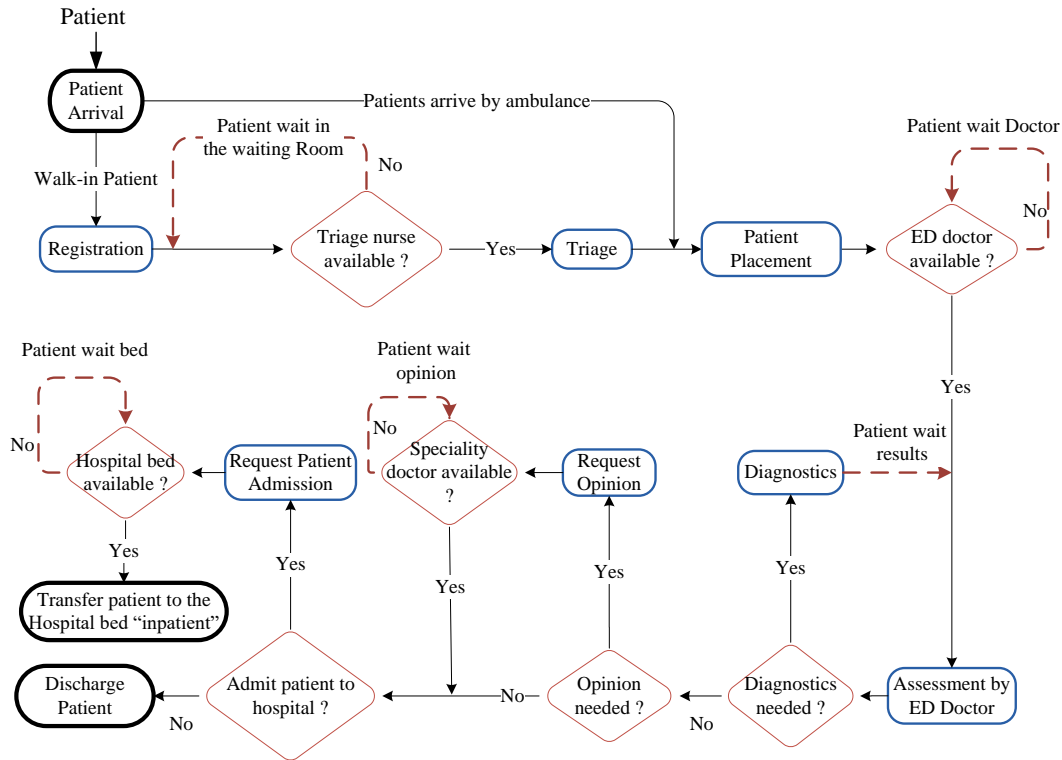 Patient
Patient
Arrival
Patients arrive by ambulance
Patient wait in
the waiting Room
No
Patient wait Doctor
No
Walk-in Patient
Registration
Triage nurse
available ?
Yes
Triage
Patient
Placement
ED doctor
available ?
Patient wait bed
No
Hospital bed
available ?
Request Patient
Admission
Patient wait
opinion
No
Speciality
doctor available
?
Request
Opinion
Diagnostics
Patient wait
results
Yes
Yes
Yes
Yes
Yes
Yes
Transfer patient to the
Hospital bed “inpatient”
Discharge
Patient
No
Admit patient to
hospital ?
No
Opinion
needed ?
No
Diagnostics
needed ?
Assessment by
ED Doctor